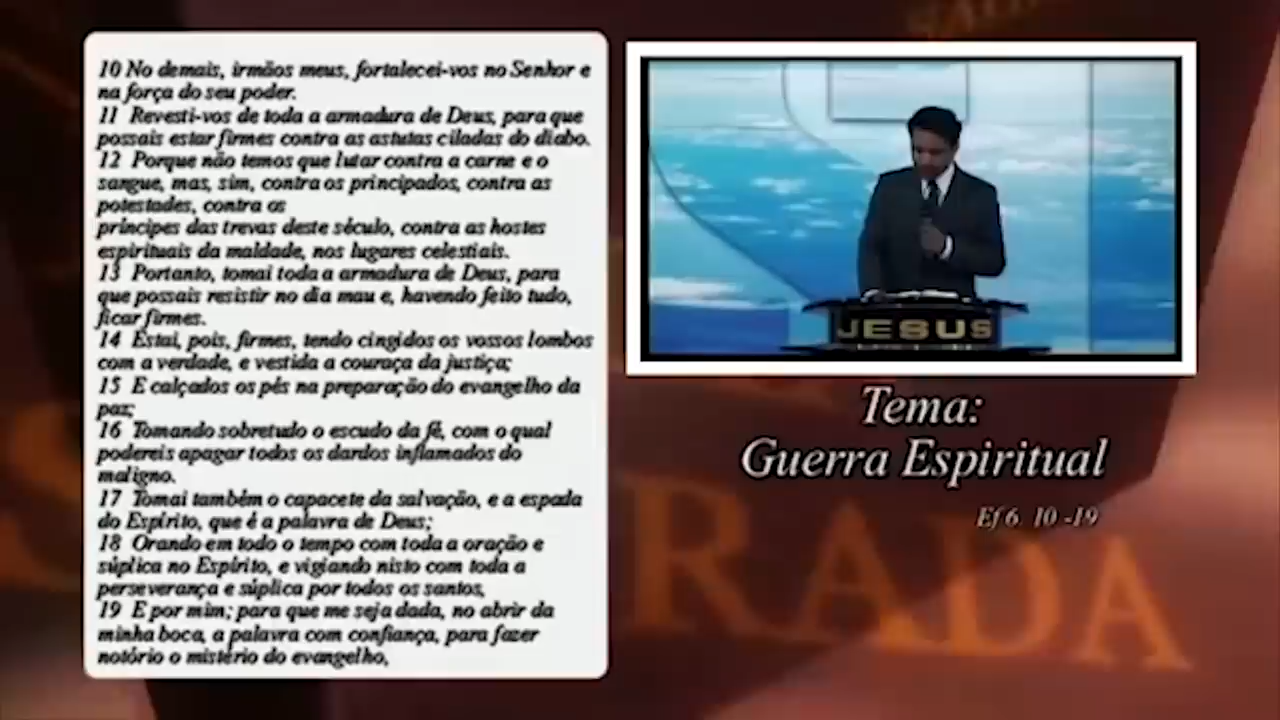 10 No demais, irmãos meus, fortalecei-vos no Senhor e
na força do seu poder.
11 Revesti-vos de toda a armadura de Deus, para que
possais estar firmes contra as astutas ciladas do diabo.
12 Porque não temos que lutar contra a carne e o
sangue, mas, sim, contra os principados, contra as
potestades, contra os
príncipes das trevas deste século, contra as hostes
espirituais da maldade, nos lugares celestiais.
13 Portanto, tomai toda a armadura de Deus, para
que possais resistir no dia mau e, havendo feito tudo,
ficar firmes.
14 Estai, pois, firmes, tendo cingidos os vossos lombos
com a verdade, e vestida a couraça da justiça;
15 E calçados os pés na preparação do evangelho da
paz;
16 Tomando sobretudo o escudo da fé, com o qual
podereis apagar todos os dardos inflamados do
maligno.
17 Tomai também o capacete da salvação, e a espada
do Espírito, que é a palavra de Deus;
18 Orando em todo o tempo com toda a oração e
súplica no Espírito, e vigiando nisto com toda a
perseverança e súplica por todos os santos,
19 E por mim; para que me seja dada, no abrir da
minha boca, a palavra com confiança, para fazer
notório o mistério do evangelho,
JESUS
Tema:
Guerra Espiritual
Ef 6 10 -19
RADA